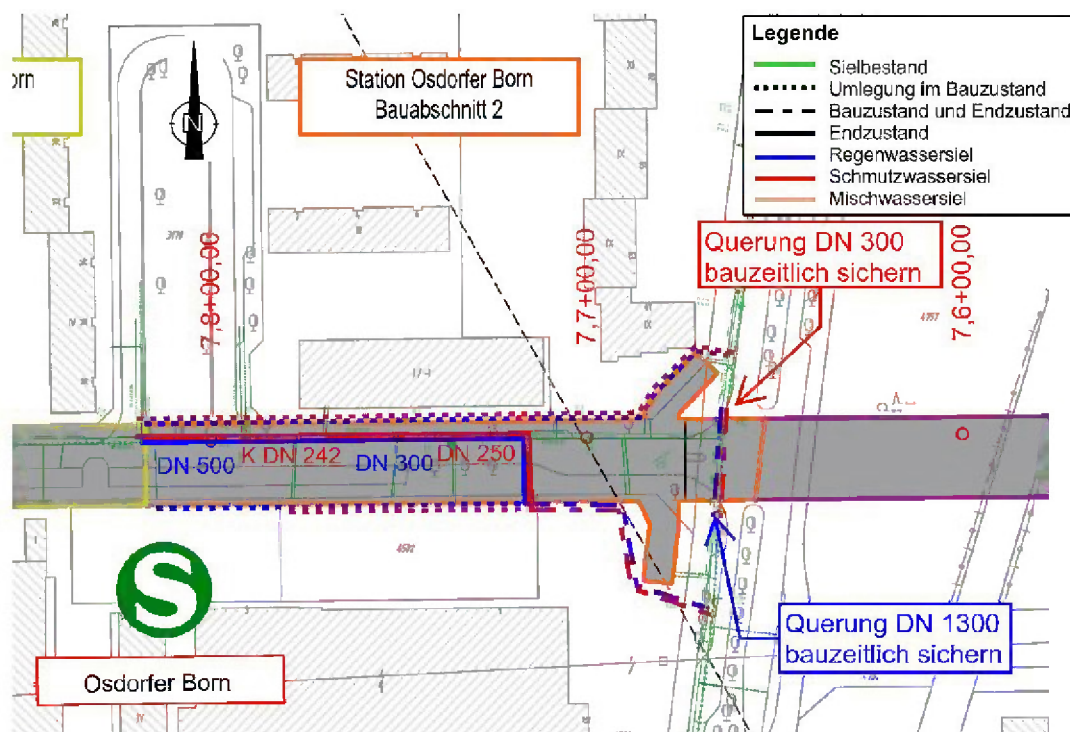 orn
Station Osdorfer Born
Bauabschnitt 2
Legende
Sielbestand
Umlegung im Bauzustand
Bauzustand und Endzustand
Endzustand
Regenwassersiel
Schmutzwassersiel
Mischwassersiel
N
7,8+00,00
7,7+00,00
7,6+00,00
Querung DN 300
bauzeitlich sichern
DN 500
K DN 242
DN 300
DN 250
S
Osdorfer Born
Querung DN 1300
bauzeitlich sichern